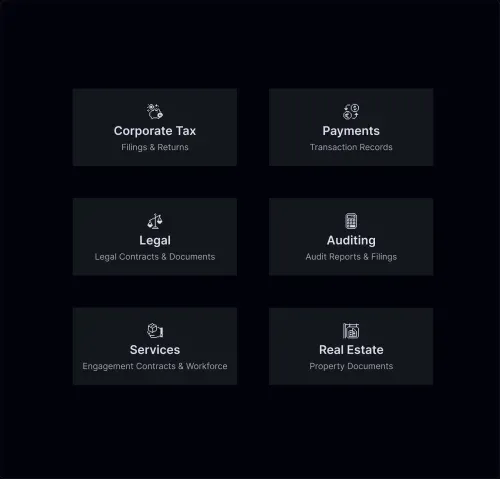 Corporate Tax
Filings & Returns
Payments
Transaction Records
Legal
Legal Contracts & Documents
Auditing
Audit Reports & Filings
Services
Engagement Contracts & Workforce
Real Estate
Property Documents